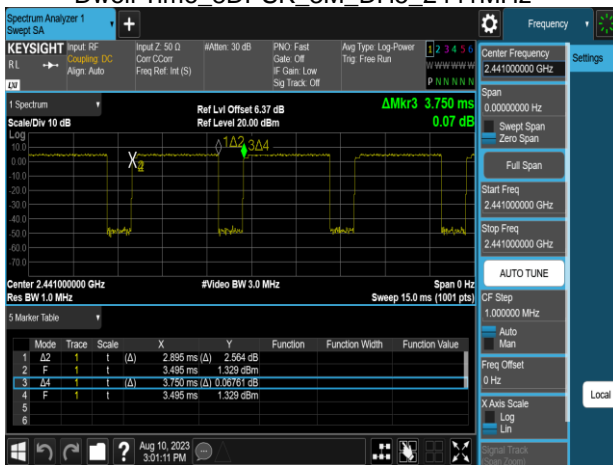 Dwell Time_8DPSK_3M_DH5_2441MHz
Spectrum Analyzer 1
Swept SA
Frequency
KEYSIGHT Input: RF Input Z: 50 Ω #Atten: 30 dB PNO: Fast Avg Type: Log-Power 1 2 3 4 5 6
RL Coupling: DC Corr CCorr Gate: Off Trig: Free Run W W W W W W
Align: Auto Freq Ref: Int (S) IF Gain: Low
LXI Sig Track: Off P N N N N N
1 Spectrum Ref Lvl Offset 6.37 dB ΔMkr3 3.750 ms
Scale/Div 10 dB Ref Level 20.00 dBm 0.07 dB
Log
10.0
0.00
-10.0
-20.0
-30.0
-40.0
-50.0
-60.0
-70.0
1Δ2 3Δ4
Center 2.441000000 GHz #Video BW 3.0 MHz Span 0 Hz
Res BW 1.0 MHz Sweep 15.0 ms (1001 pts)
5 Marker Table
Mode Trace Scale X Y Function Function Width Function Value
1 Δ2 1 t (Δ) 2.895 ms (Δ) 2.564 dB
2 F 1 t 3.495 ms 1.329 dBm
3 Δ4 1 t (Δ) 3.750 ms (Δ) 0.06761 dB
4 F 1 t 3.495 ms 1.329 dBm
5
6
Aug 10, 2023
3:01:11 PM
Center Frequency
2.441000000 GHz
Settings
Span
0.00000000 Hz
Swept Span
Zero Span
Full Span
Start Freq
2.441000000 GHz
Stop Freq
2.441000000 GHz
AUTO TUNE
CF Step
1.000000 MHz
Auto
Man
Freq Offset
0 Hz
Local
X Axis Scale
Log
Lin
Signal Track
(Span Zoom)